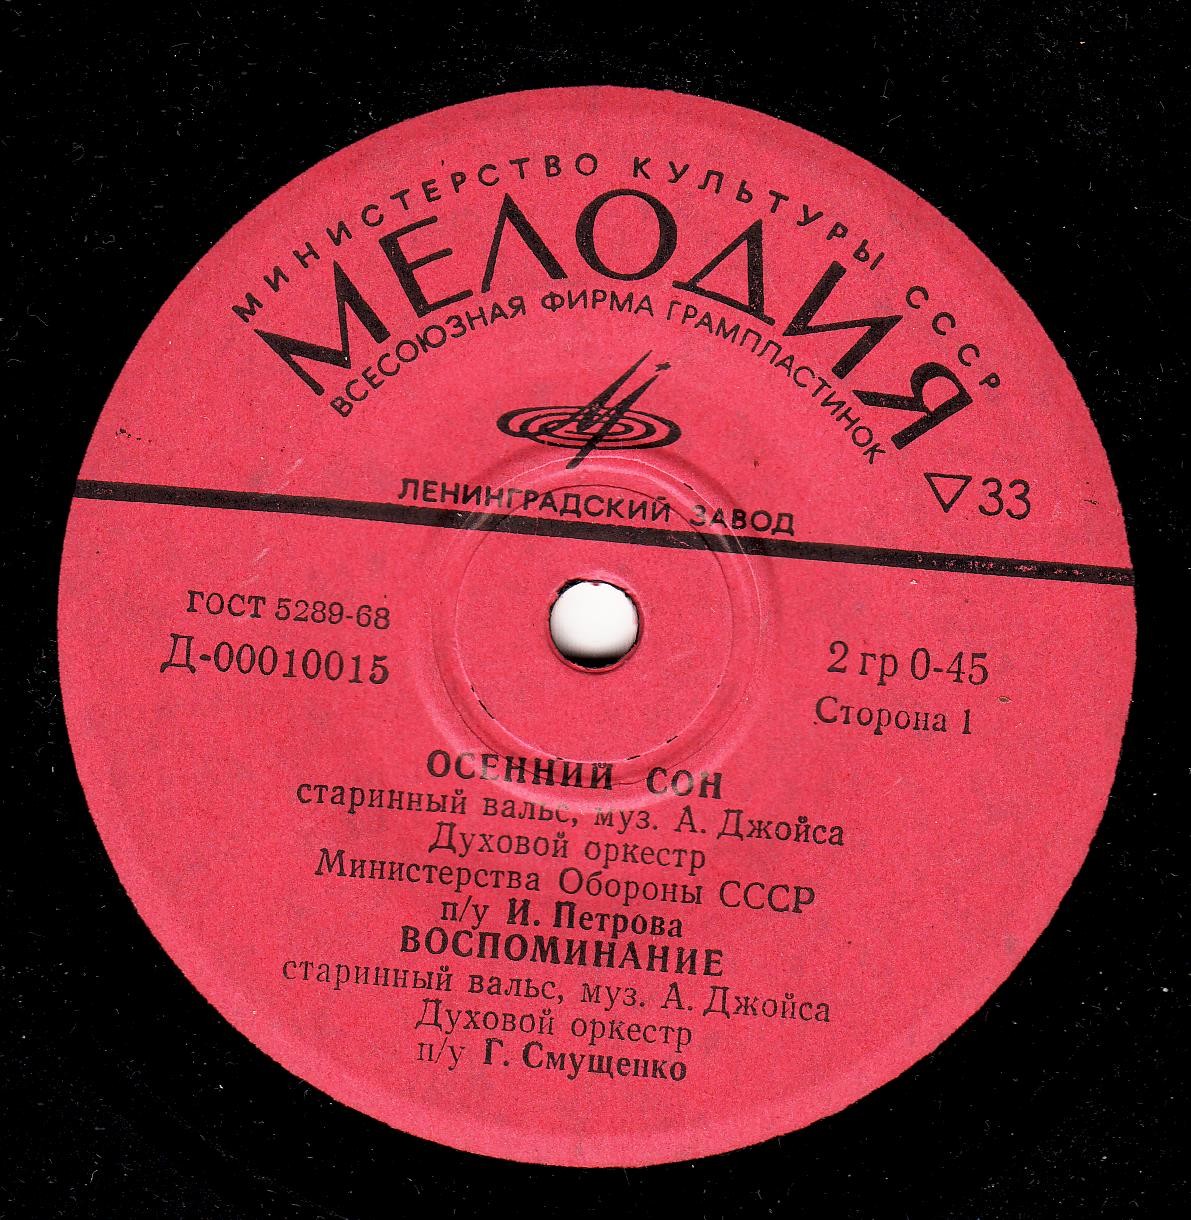 МИНИСТЕРСТВО КУЛЬТУРЫ СССР
МЕЛОДИЯ
ВСЕСОЮЗНАЯ ФИРМА ГРАМПЛАСТИНОК
33
ЛЕНИНГРАДСКИЙ ЗАВОД
ГОСТ 5289-68
Д-00010015
2 гр 0-45
Сторона 1
ОСЕННИЙ СОН
старинный вальс, муз. А. Джойса
Духовой оркестр
Министерства Обороны СССР
п/у И. Петрова
ВОСПОМИНАНИЕ
старинный вальс, муз. А. Джойса
Духовой оркестр
п/у Г. Смущенко